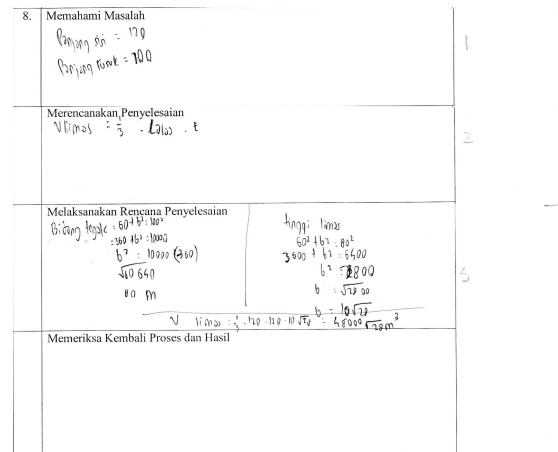 8. Memahami Masalah
Panjang sisi = 120
Panjang rusuk = 100
1
Merencanakan Penyelesaian
V limas = 1/3 . Lalas . t
2
Melaksanakan Rencana Penyelesaian
Bidang tegak = 60 + b² = 100²
= 360 + b² = 10000
b² = 10000 (360)
√10 640
80 m
tinggi limas
60² + b² = 80²
3600 + b² = 6400
b² = 2800
b = √2800
b = 10√28
3
V limas = 1/3 . 120 . 120 . 10√28 = 48000√28 m³
Memeriksa Kembali Proses dan Hasil